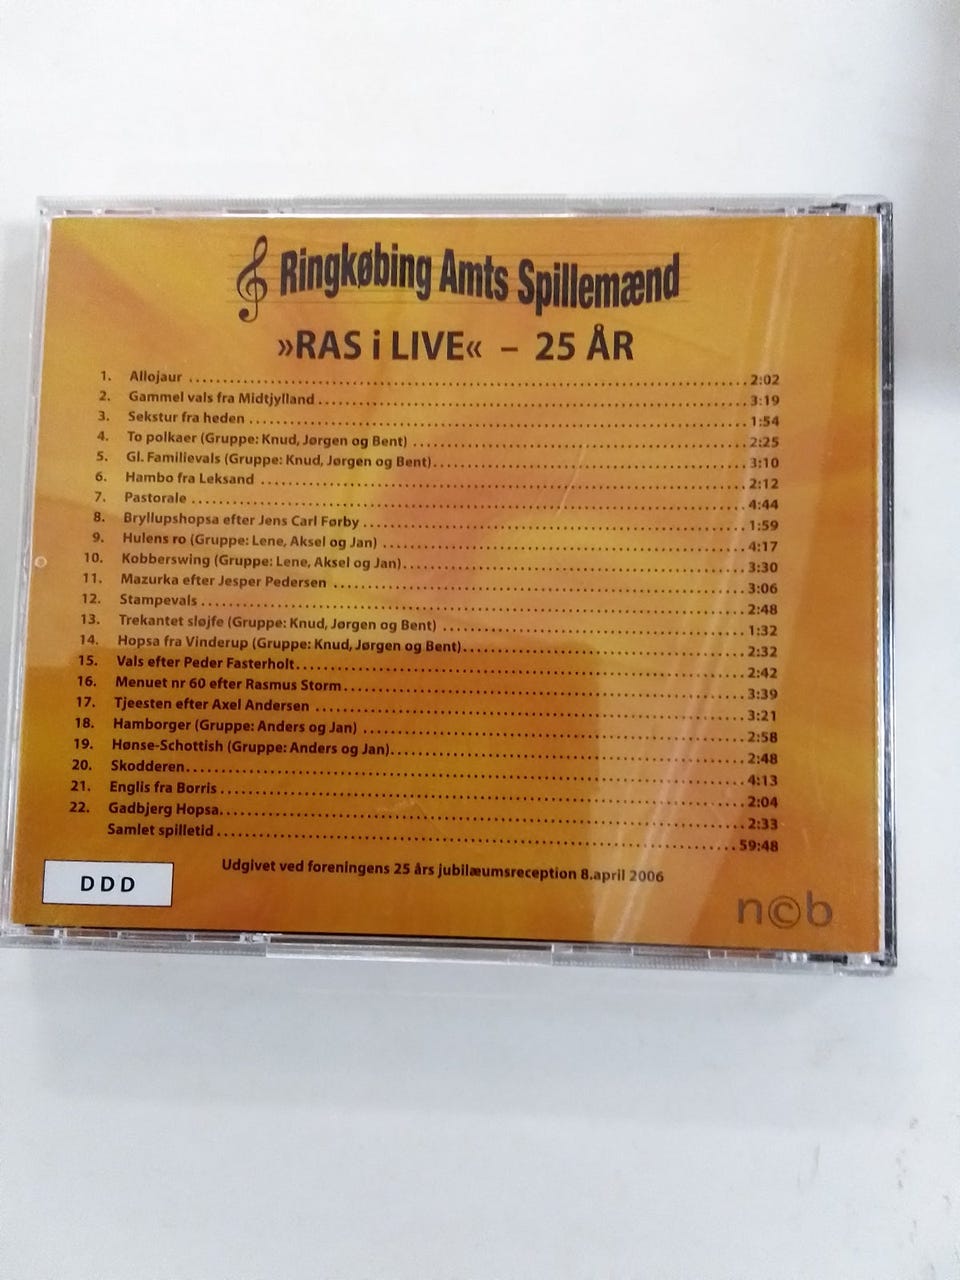 Ringkøbing Amts Spillemænd
»RAS i LIVE« – 25 ÅR
1. Allojaur 2:02
2. Gammel vals fra Midtjylland 3:19
3. Sekstur fra heden 1:54
4. To polkaer (Gruppe: Knud, Jørgen og Bent) 2:25
5. Gl. Familievals (Gruppe: Knud, Jørgen og Bent) 3:10
6. Hambo fra Leksand 2:12
7. Pastorale 4:44
8. Bryllupshopsa efter Jens Carl Førby 1:59
9. Hulens ro (Gruppe: Lene, Aksel og Jan) 4:17
10. Kobberswing (Gruppe: Lene, Aksel og Jan) 3:30
11. Mazurka efter Jesper Pedersen 3:06
12. Stampevals 2:48
13. Trekantet sløjfe (Gruppe: Knud, Jørgen og Bent) 1:32
14. Hopsa fra Vinderup (Gruppe: Knud, Jørgen og Bent) 2:32
15. Vals efter Peder Fasterholt 2:42
16. Menuet nr 60 efter Rasmus Storm 3:39
17. Tjeesten efter Axel Andersen 3:21
18. Hamborger (Gruppe: Anders og Jan) 2:58
19. Hønse-Schottish (Gruppe: Anders og Jan) 2:48
20. Skodderen 4:13
21. Englis fra Borris 2:04
22. Gadbjerg Hopsa 2:33
Samlet spilletid 59:48
Udgivet ved foreningens 25 års jubilæumsreception 8.april 2006
DDD
n©b